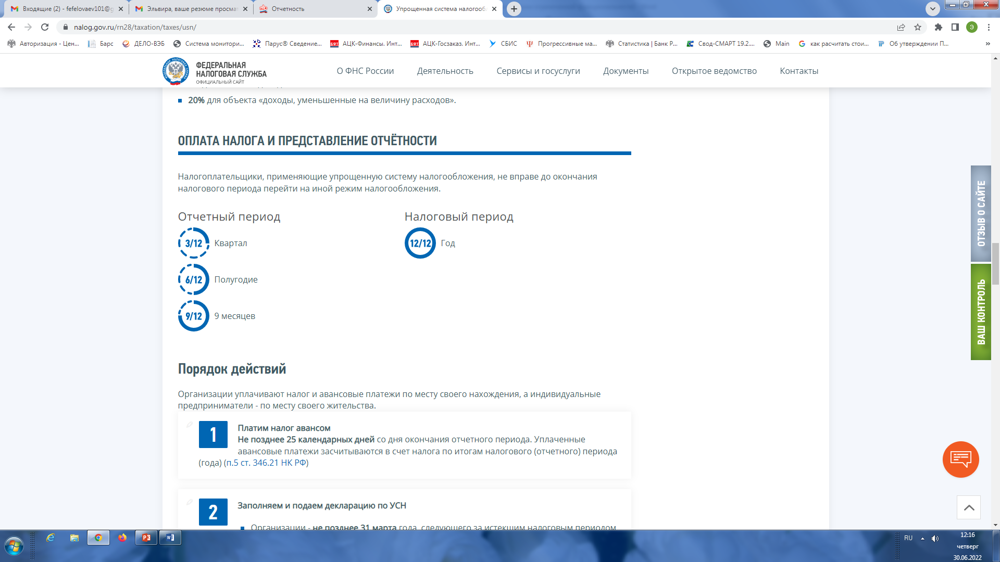 Входящие (2) - fefelovaev101@g
Эльвира, ваше резюме просмат
Отчетность
Упрощенная система налогооб
nalog.gov.ru/rn28/taxation/taxes/usn/
Э
Авторизация - Цен...
Барс
ДЕЛО-ВЭБ
Система монитори...
Парус® Сведение...
БФТ
АЦК-Финансы. Инт...
БФТ
АЦК-Госзаказ. Инт...
СБИС
Прогрессивные ма...
Статистика | Банк Р...
Свод-СМАРТ 19.2....
Main
как расчитать стои...
Об утверждении П...
»
ФЕДЕРАЛЬНАЯ
НАЛОГОВАЯ СЛУЖБА
ОФИЦИАЛЬНЫЙ САЙТ
О ФНС России
Деятельность
Сервисы и госуслуги
Документы
Открытое ведомство
Контакты
20% для объекта «доходы, уменьшенные на величину расходов».
ОПЛАТА НАЛОГА И ПРЕДСТАВЛЕНИЕ ОТЧЁТНОСТИ
Налогоплательщики, применяющие упрощенную систему налогообложения, не вправе до окончания
налогового периода перейти на иной режим налогообложения.
Отчетный период
Налоговый период
3/12 Квартал
12/12 Год
6/12 Полугодие
9/12 9 месяцев
ОТЗЫВ О САЙТЕ
ВАШ КОНТРОЛЬ
Порядок действий
Организации уплачивают налог и авансовые платежи по месту своего нахождения, а индивидуальные
предприниматели - по месту своего жительства.
1
Платим налог авансом
Не позднее 25 календарных дней со дня окончания отчетного периода. Уплаченные
авансовые платежи засчитываются в счет налога по итогам налогового (отчетного) периода
(года) (п.5 ст. 346.21 НК РФ)
2
Заполняем и подаем декларацию по УСН
Организации - не позднее 31 марта года, следующего за истекшим налоговым периодом
RU
12:16
четверг
30.06.2022